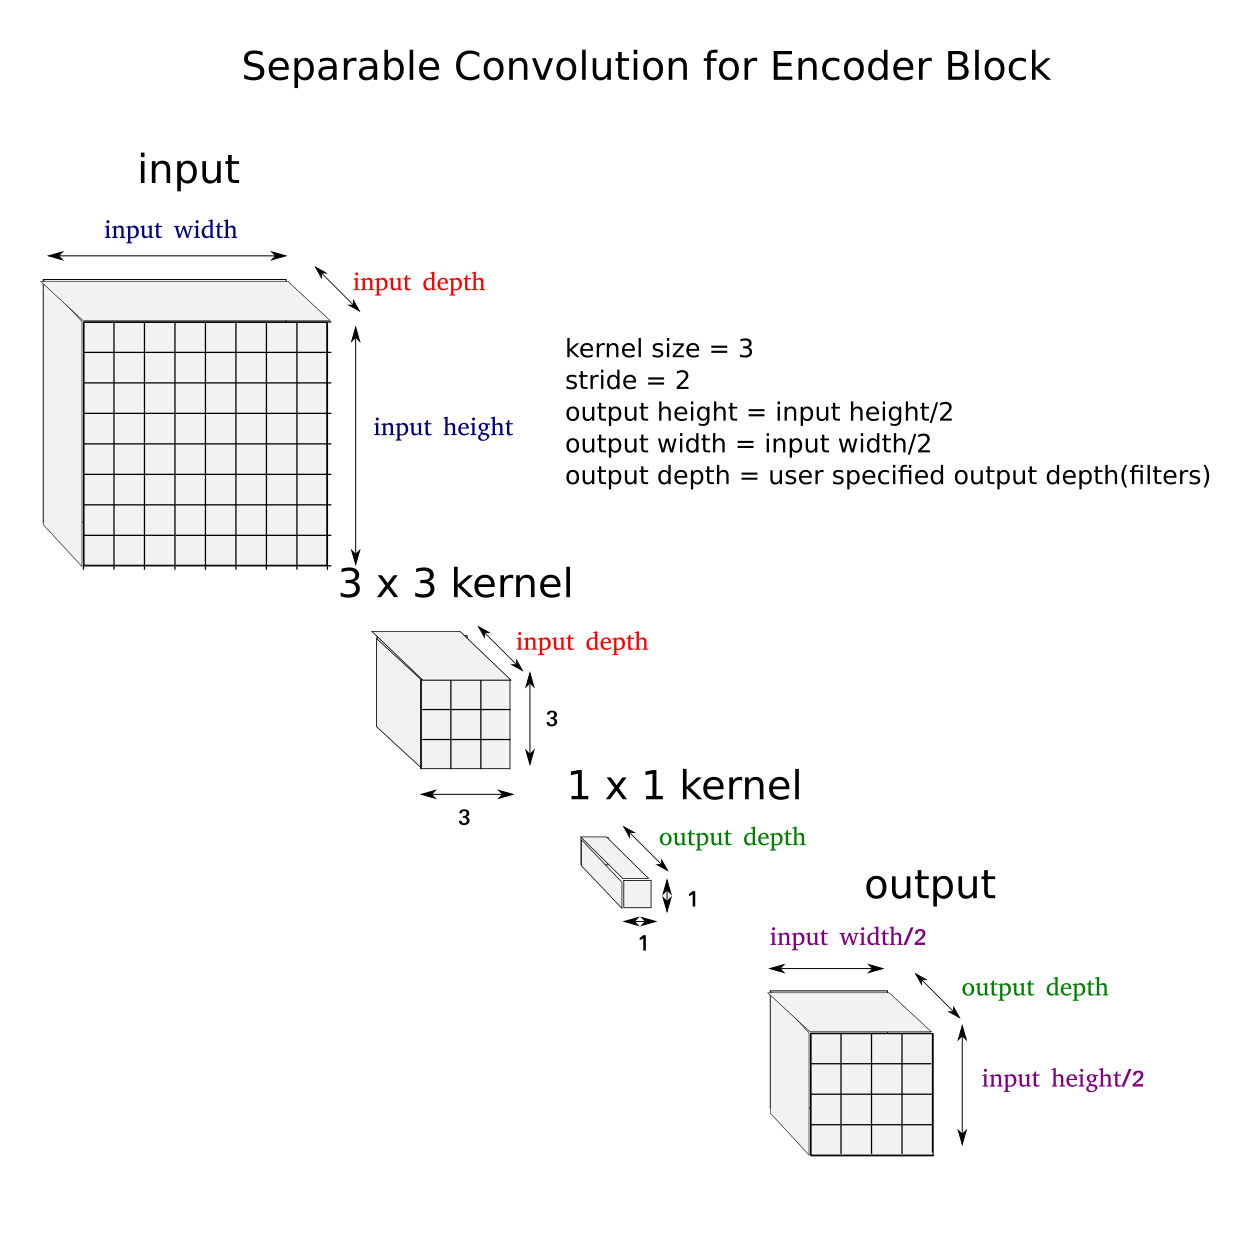 Separable Convolution for Encoder Block
input
input width
input depth
input height
kernel size = 3
stride = 2
output height = input height/2
output width = input width/2
output depth = user specified output depth(filters)
3 x 3 kernel
input depth
3
3
1 x 1 kernel
output depth
1
1
output
input width/2
output depth
input height/2